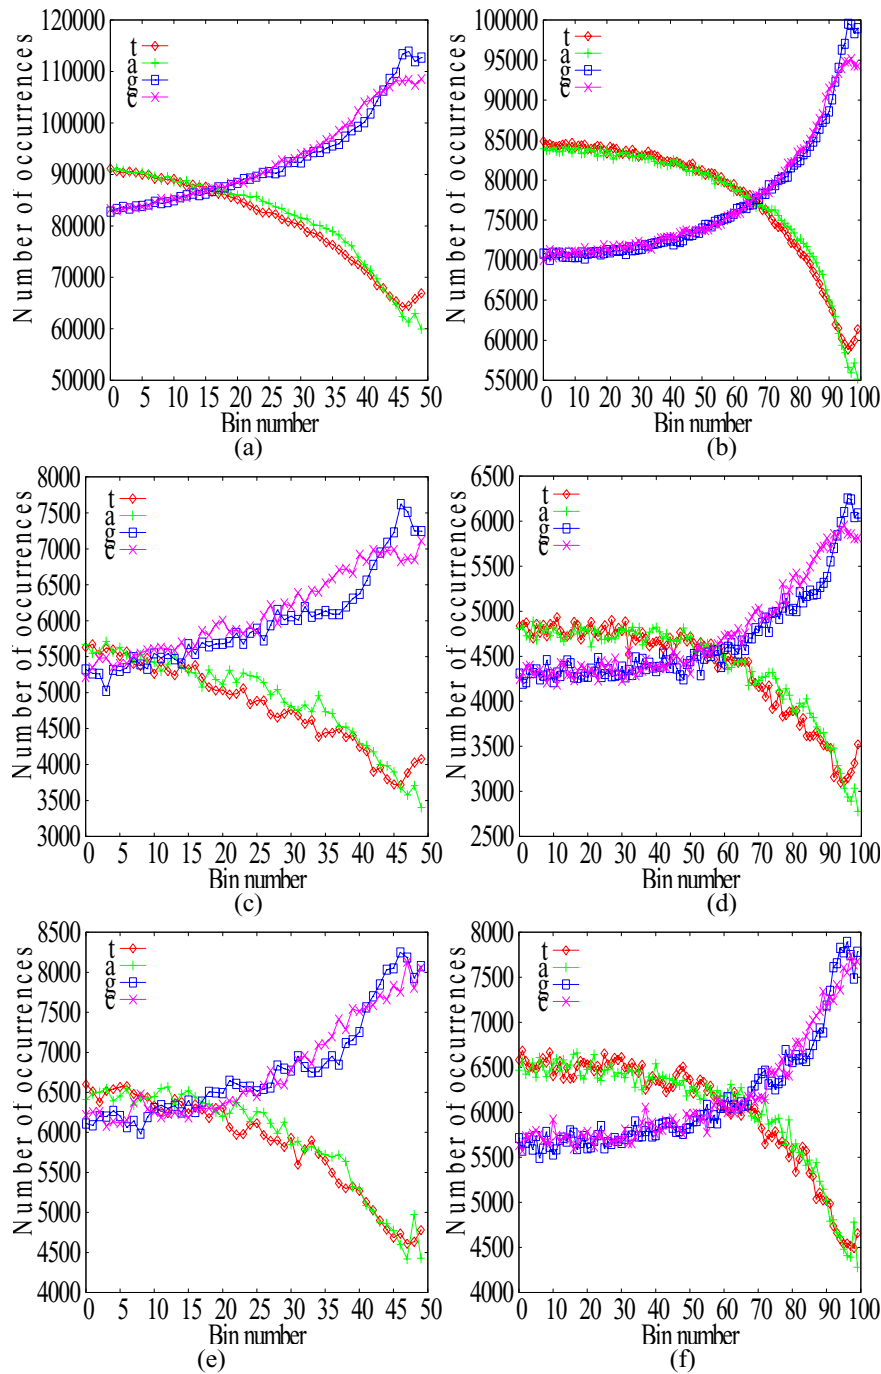 120000
110000
100000
90000
80000
70000
60000
50000
Number of occurrences
t
a
g
c
0 5 10 15 20 25 30 35 40 45 50
Bin number
(a)
100000
95000
90000
85000
80000
75000
70000
65000
60000
55000
Number of occurrences
t
a
g
c
0 10 20 30 40 50 60 70 80 90 100
Bin number
(b)
8000
7500
7000
6500
6000
5500
5000
4500
4000
3500
3000
Number of occurrences
t
a
g
c
0 5 10 15 20 25 30 35 40 45 50
Bin number
(c)
6500
6000
5500
5000
4500
4000
3500
3000
2500
Number of occurrences
t
a
g
c
0 10 20 30 40 50 60 70 80 90 100
Bin number
(d)
8500
8000
7500
7000
6500
6000
5500
5000
4500
4000
Number of occurrences
t
a
g
c
0 5 10 15 20 25 30 35 40 45 50
Bin number
(e)
8000
7500
7000
6500
6000
5500
5000
4500
4000
Number of occurrences
t
a
g
c
0 10 20 30 40 50 60 70 80 90 100
Bin number
(f)